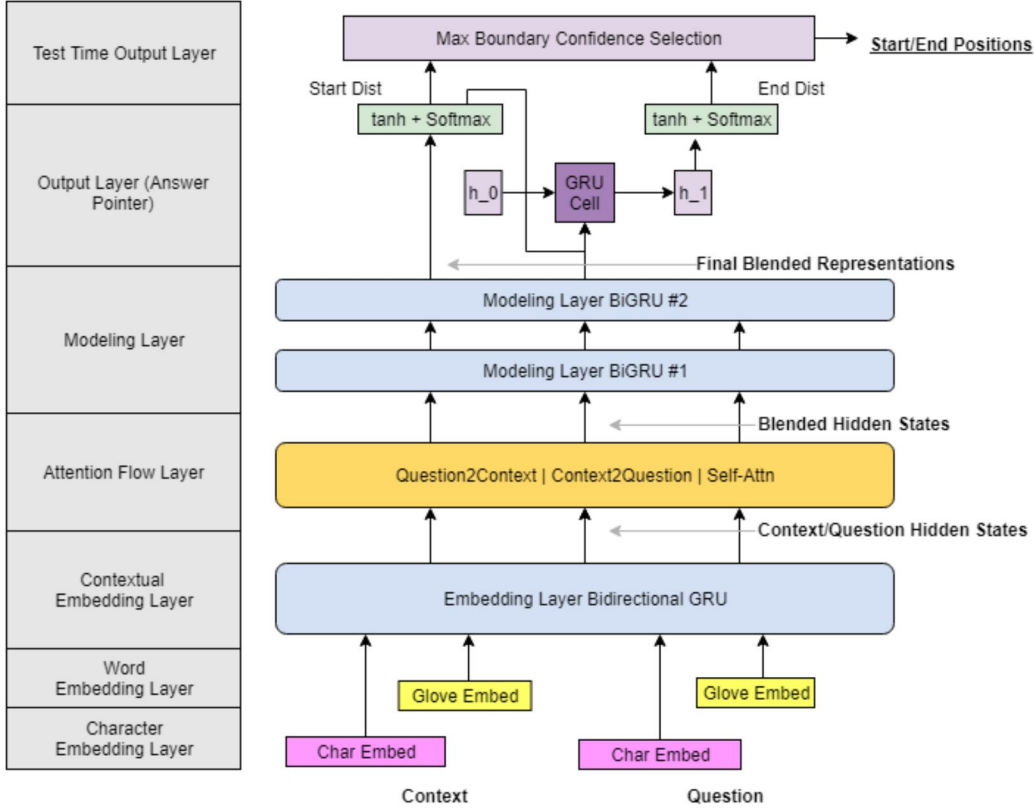 Test Time Output Layer
Max Boundary Confidence Selection
Start/End Positions
Start Dist
End Dist
tanh + Softmax
tanh + Softmax
Output Layer (Answer
Pointer)
h_0
GRU
Cell
h_1
Final Blended Representations
Modeling Layer
Modeling Layer BiGRU #2
Modeling Layer BiGRU #1
Blended Hidden States
Attention Flow Layer
Question2Context | Context2Question | Self-Attn
Context/Question Hidden States
Contextual
Embedding Layer
Embedding Layer Bidirectional GRU
Word
Embedding Layer
Glove Embed
Glove Embed
Character
Embedding Layer
Char Embed
Char Embed
Context
Question